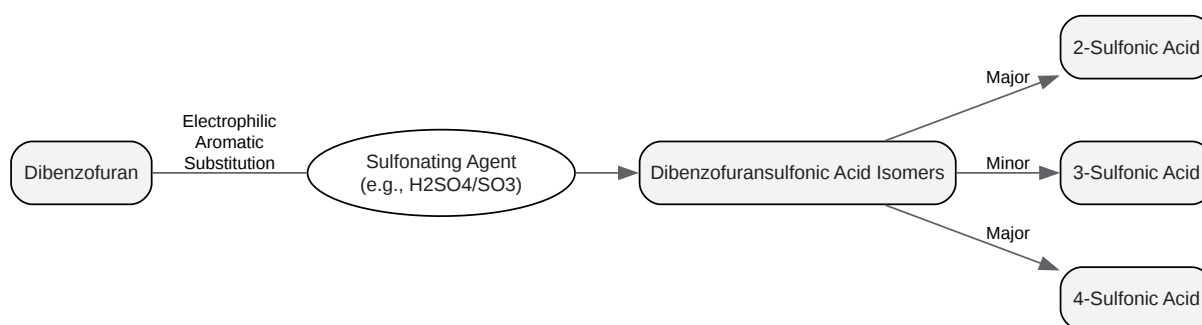 2-Sulfonic Acid
Major
Electrophilic
Aromatic
Substitution
Dibenzofuran
Sulfonating Agent
(e.g., H2SO4/SO3)
Dibenzofuransulfonic Acid Isomers
Minor
3-Sulfonic Acid
Major
4-Sulfonic Acid